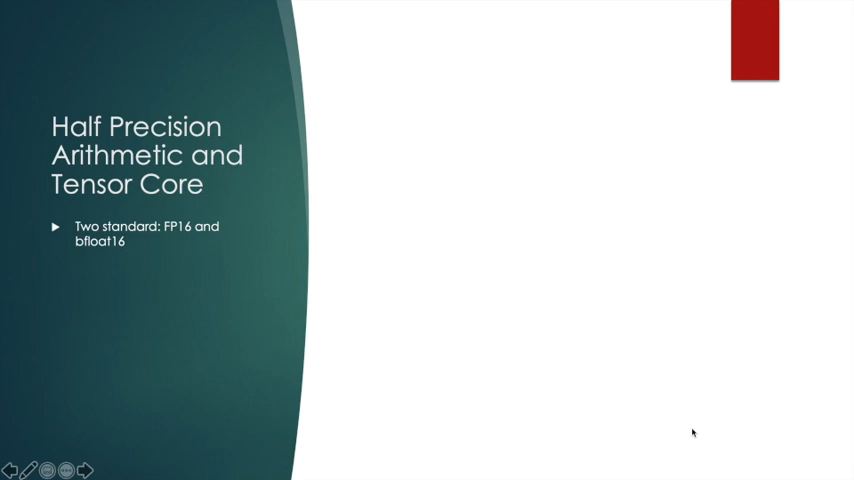 Half Precision
Arithmetic and
Tensor Core
Two standard: FP16 and
bfloat16